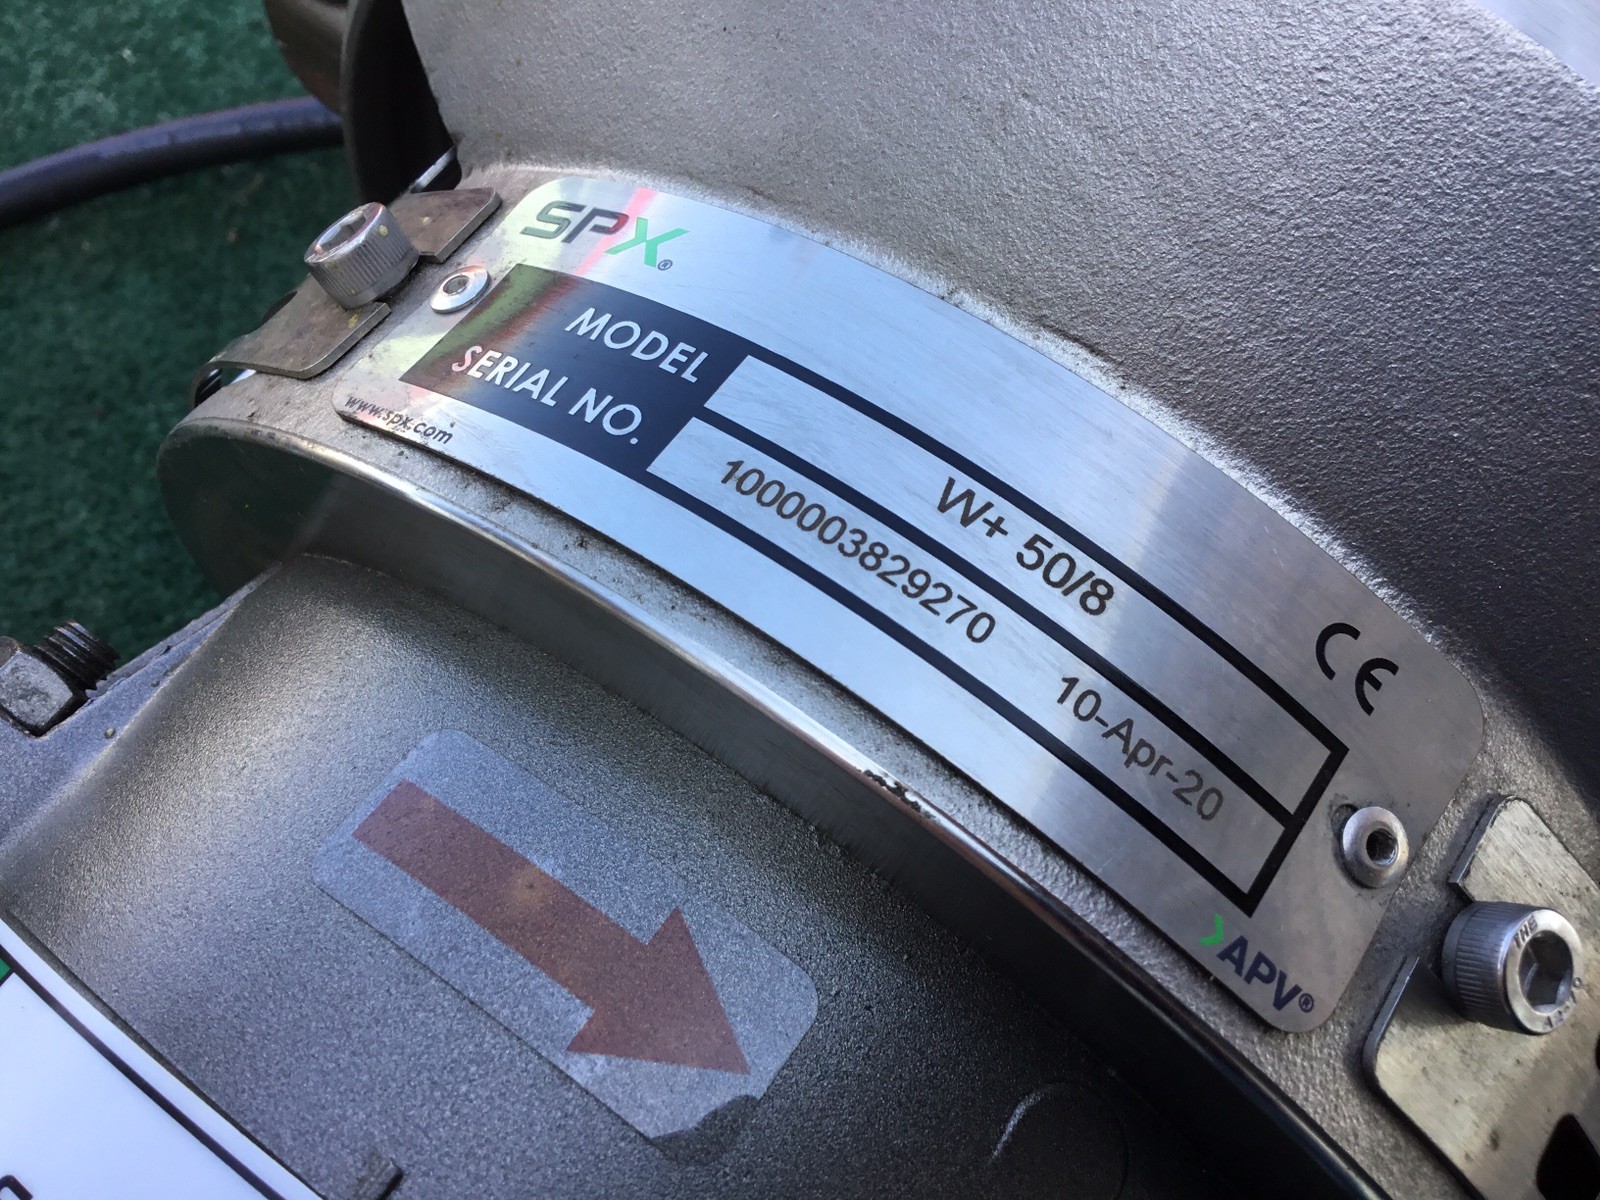 SPX®
MODEL W+ 50/8
SERIAL NO. 1000003829270 10-Apr-20
www.spx.com
CE
APV®